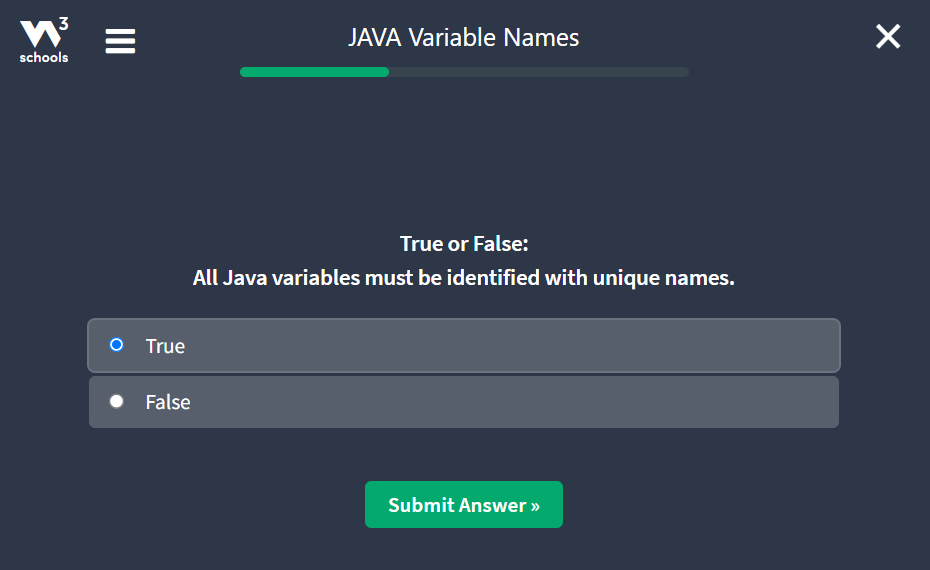 3
schools
JAVA Variable Names
True or False:
All Java variables must be identified with unique names.
True
False
Submit Answer »